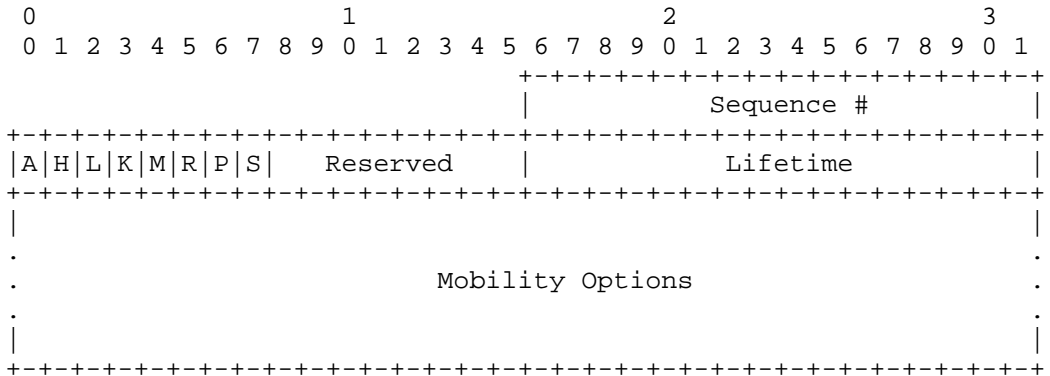 0                   1                   2                   3
 0 1 2 3 4 5 6 7 8 9 0 1 2 3 4 5 6 7 8 9 0 1 2 3 4 5 6 7 8 9 0 1
                                +-+-+-+-+-+-+-+-+-+-+-+-+-+-+-+-+
                                |           Sequence #          |
+-+-+-+-+-+-+-+-+-+-+-+-+-+-+-+-+-+-+-+-+-+-+-+-+-+-+-+-+-+-+-+-+
|A|H|L|K|M|R|P|S|   Reserved    |            Lifetime           |
+-+-+-+-+-+-+-+-+-+-+-+-+-+-+-+-+-+-+-+-+-+-+-+-+-+-+-+-+-+-+-+-+
|                                                               |
.                                                               .
.                          Mobility Options                     .
.                                                               .
|                                                               |
+-+-+-+-+-+-+-+-+-+-+-+-+-+-+-+-+-+-+-+-+-+-+-+-+-+-+-+-+-+-+-+-+